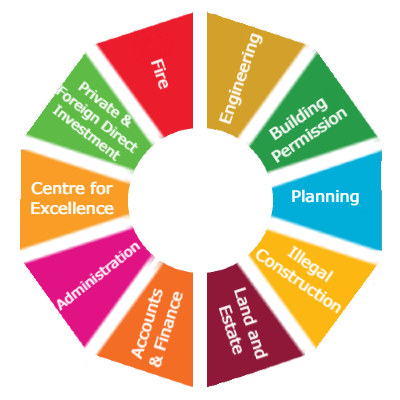 Engineering
Building
Permission
Planning
Illegal
Construction
Land and
Estate
Accounts
& Finance
Administration
Centre for
Excellence
Private &
Foreign Direct
Investment
Fire